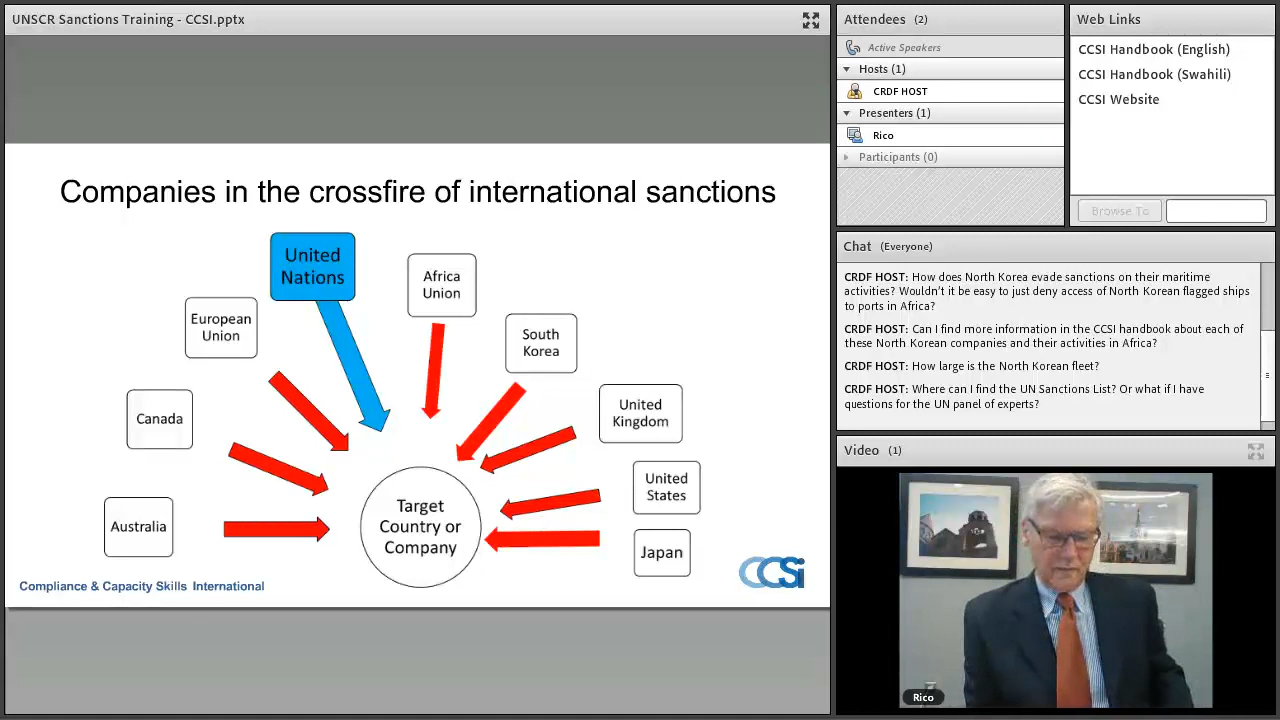 UNSCR Sanctions Training - CCSI.pptx
Companies in the crossfire of international sanctions
United
Nations
Africa
Union
European
Union
South
Korea
Canada
United
Kingdom
United
States
Australia
Target
Country or
Company
Japan
Compliance & Capacity Skills International
CCSi
Attendees (2)
Active Speakers
Hosts (1)
CRDF HOST
Presenters (1)
Rico
Participants (0)
Web Links
CCSI Handbook (English)
CCSI Handbook (Swahili)
CCSI Website
Browse To
Chat (Everyone)
CRDF HOST: How does North Korea evade sanctions on their maritime
activities? Wouldn't it be easy to just deny access of North Korean flagged ships
to ports in Africa?
CRDF HOST: Can I find more information in the CCSI handbook about each of
these North Korean companies and their activities in Africa?
CRDF HOST: How large is the North Korean fleet?
CRDF HOST: Where can I find the UN Sanctions List? Or what if I have
questions for the UN panel of experts?
Video (1)
Rico